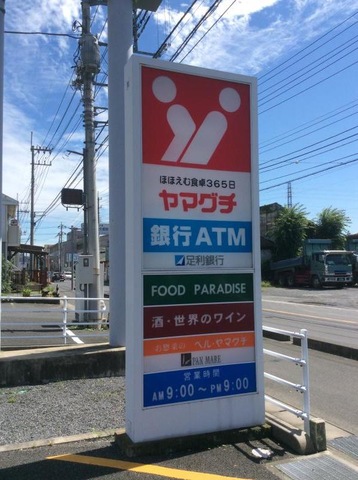 ほほえむ食卓365日
ヤマグチ
銀行ATM
足利銀行
FOOD PARADISE
酒・世界のワイン
お惣菜の ベル・ヤマグチ
PAN MARE
営業時間
AM 9:00〜PM 9:00